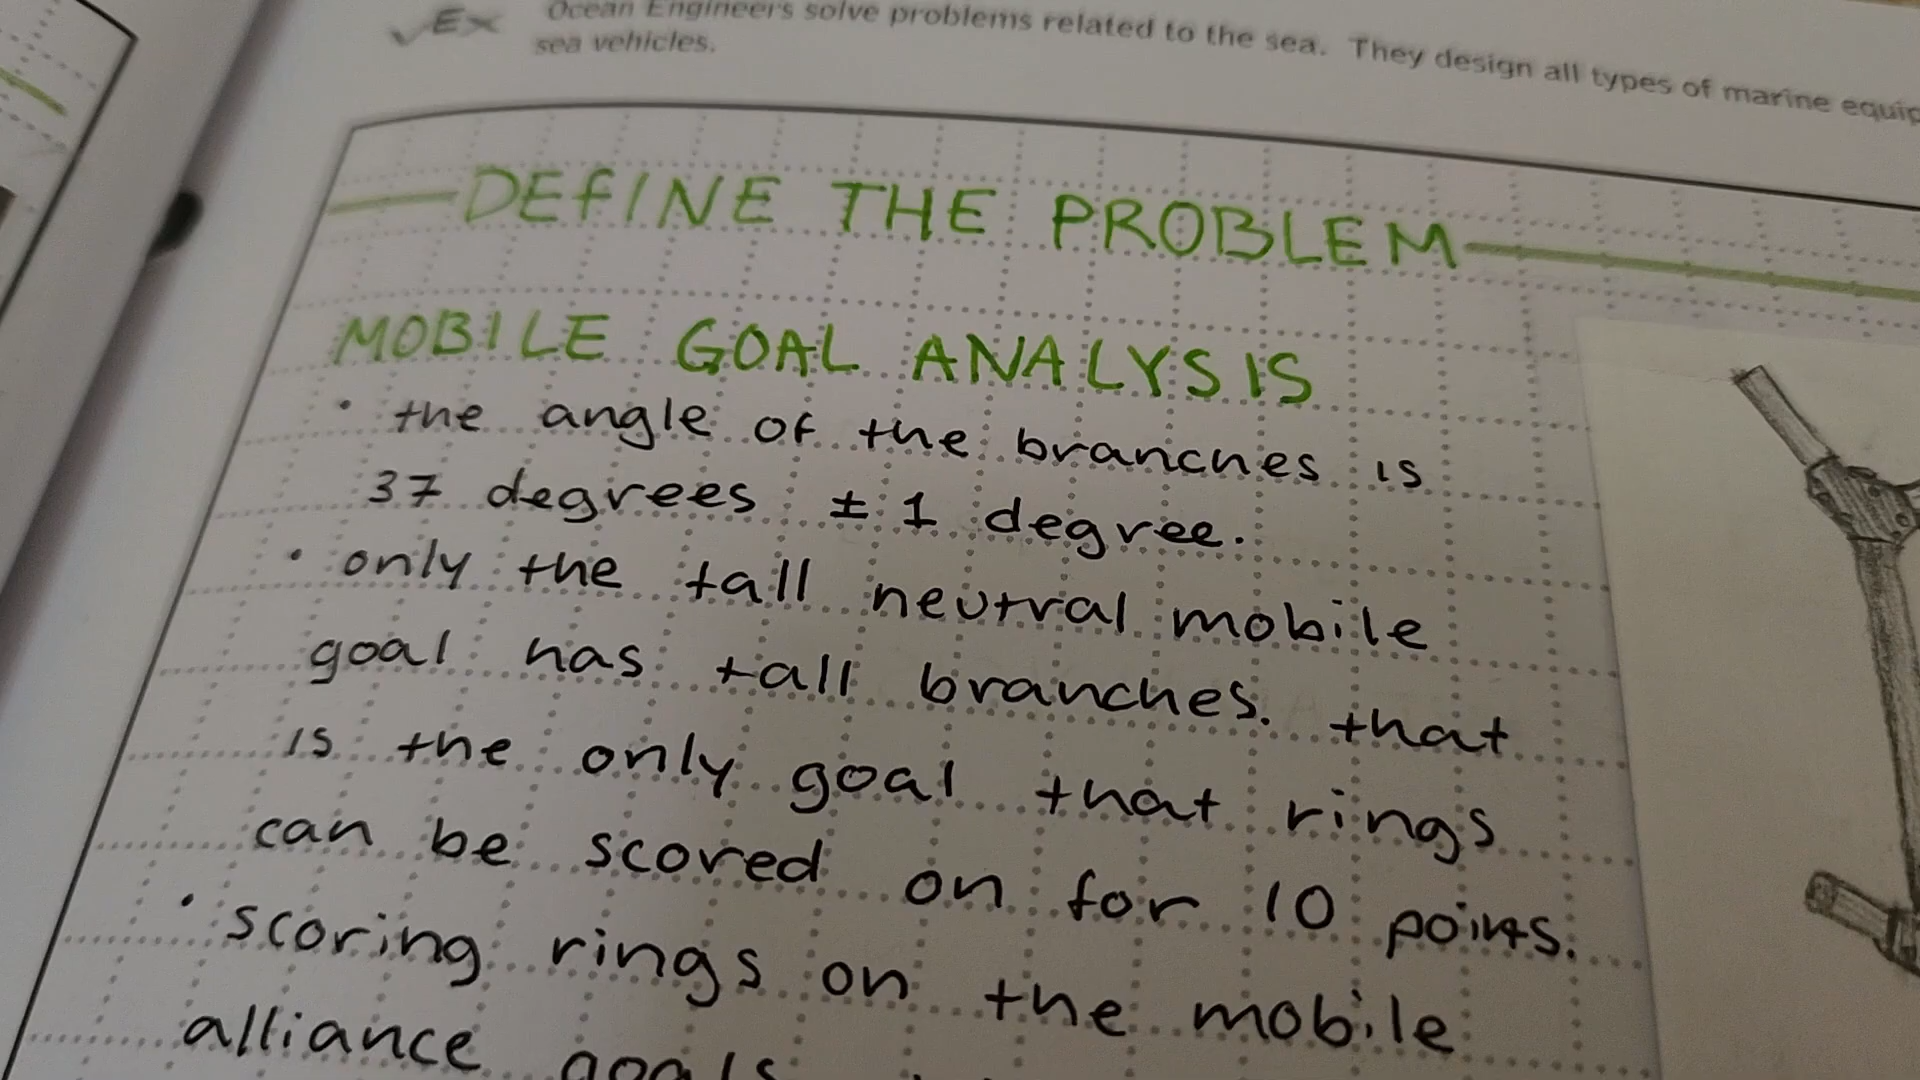 √EX
Ocean Engineers solve problems related to the sea. They design all types of marine
sea vehicles.
DEFINE THE PROBLEM
MOBILE GOAL ANALYSIS
• the angle of the branches is
37 degrees ± 1 degree.
• only the tall neutral mobile
goal has tall branches. that
is the only goal that rings
can be scored on for 10 points.
• scoring rings on the mobile
alliance goals